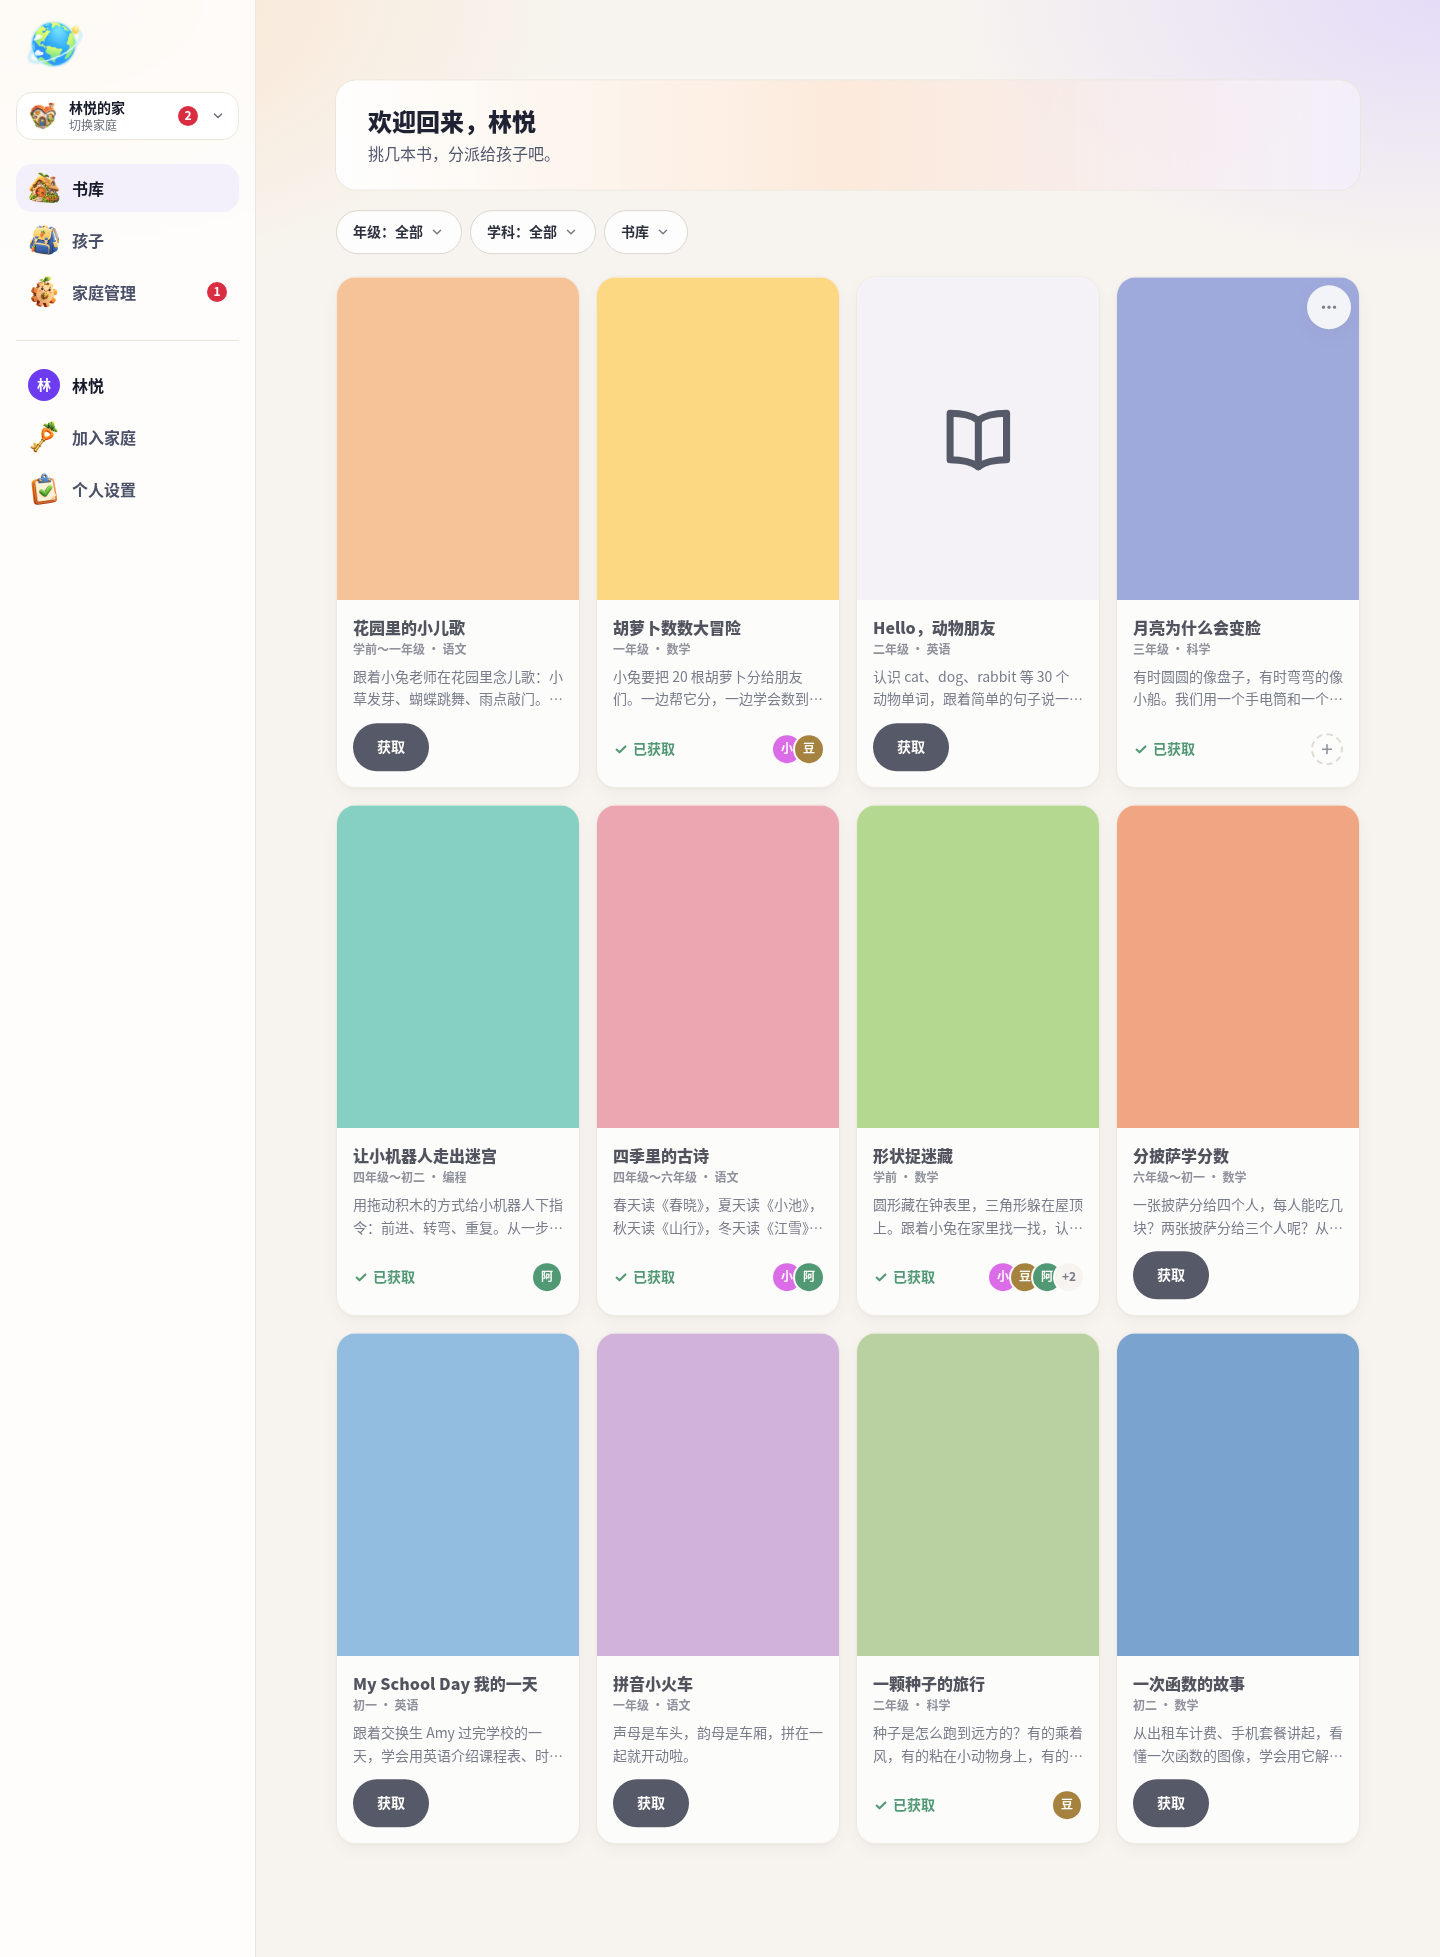 林悦的家
切换家庭
2
书库
孩子
家庭管理
1
林
林悦
加入家庭
个人设置
欢迎回来，林悦
挑几本书，分派给孩子吧。
年级：全部
学科：全部
书库
花园里的小儿歌
学前～一年级 · 语文
跟着小兔老师在花园里念儿歌：小
草发芽、蝴蝶跳舞、雨点敲门。…
获取
胡萝卜数数大冒险
一年级 · 数学
小兔要把 20 根胡萝卜分给朋友
们。一边帮它分，一边学会数到…
已获取
小
豆
Hello，动物朋友
二年级 · 英语
认识 cat、dog、rabbit 等 30 个
动物单词，跟着简单的句子说一…
获取
月亮为什么会变脸
三年级 · 科学
有时圆圆的像盘子，有时弯弯的像
小船。我们用一个手电筒和一个…
已获取
让小机器人走出迷宫
四年级～初二 · 编程
用拖动积木的方式给小机器人下指
令：前进、转弯、重复。从一步…
已获取
阿
四季里的古诗
四年级～六年级 · 语文
春天读《春晓》，夏天读《小池》，
秋天读《山行》，冬天读《江雪》…
已获取
小
阿
形状捉迷藏
学前 · 数学
圆形藏在钟表里，三角形躲在屋顶
上。跟着小兔在家里找一找，认…
已获取
小
豆
阿
+2
分披萨学分数
六年级～初一 · 数学
一张披萨分给四个人，每人能吃几
块？两张披萨分给三个人呢？从…
获取
My School Day 我的一天
初一 · 英语
跟着交换生 Amy 过完学校的一
天，学会用英语介绍课程表、时…
获取
拼音小火车
一年级 · 语文
声母是车头，韵母是车厢，拼在一
起就开动啦。
获取
一颗种子的旅行
二年级 · 科学
种子是怎么跑到远方的？有的乘着
风，有的粘在小动物身上，有的…
已获取
豆
一次函数的故事
初二 · 数学
从出租车计费、手机套餐讲起，看
懂一次函数的图像，学会用它解…
获取